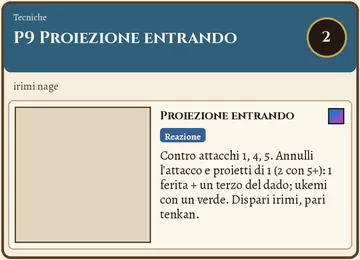 Tecniche
P9 Proiezione entrando
2
irimi nage
Proiezione entrando
Reazione
Contro attacchi 1, 4, 5. Annulli
l'attacco e proietti di 1 (2 con 5+): 1
ferita + un terzo del dado; ukemi
con un verde. Dispari irimi, pari
tenkan.